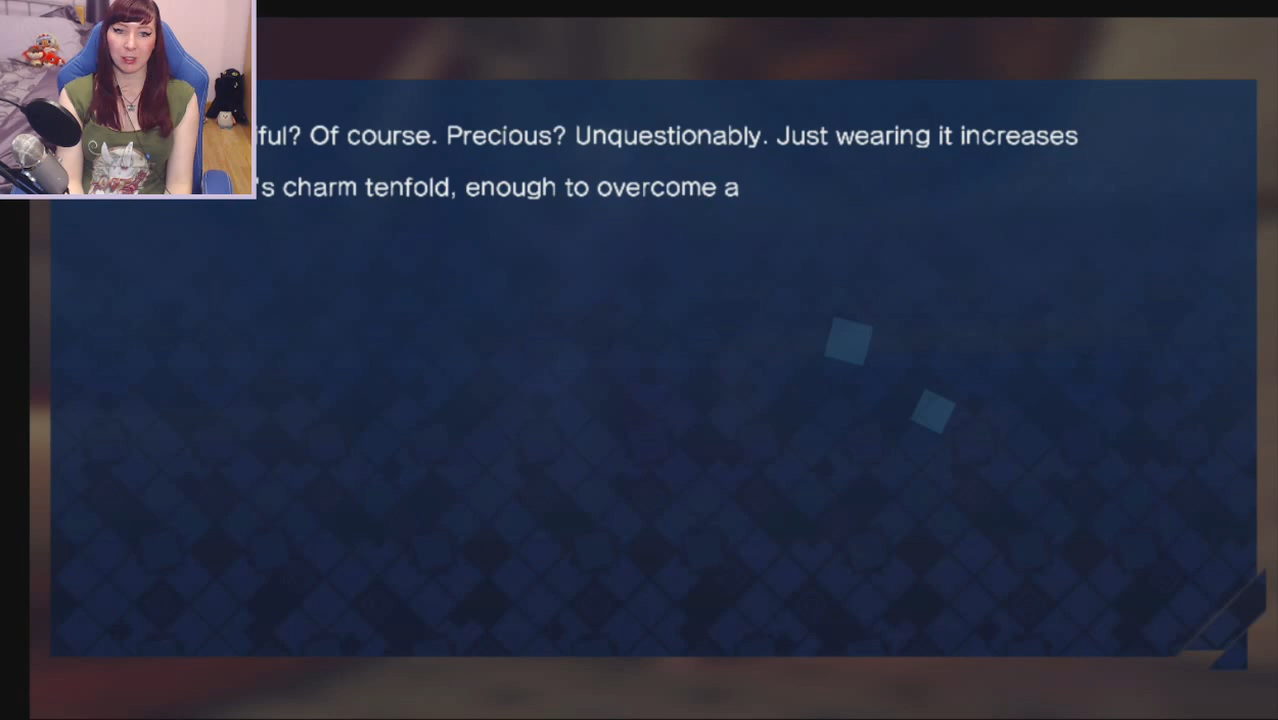 ful? Of course. Precious? Unquestionably. Just wearing it increases
's charm tenfold, enough to overcome a